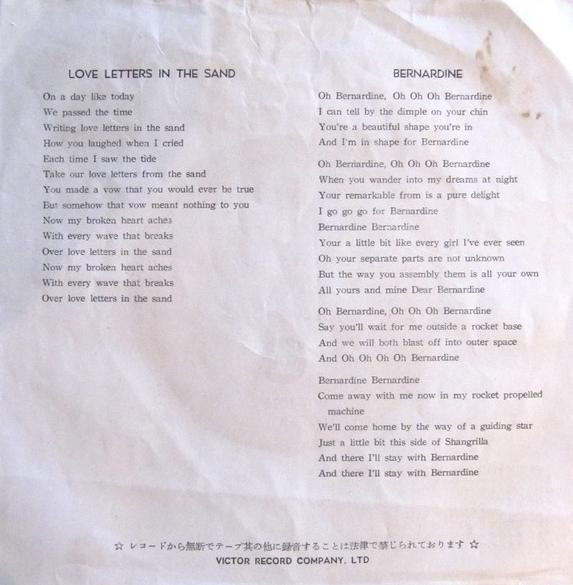 LOVE LETTERS IN THE SAND
On a day like today
We passed the time
Writing love letters in the sand
How you laughed when I cried
Each time I saw the tide
Take our love letters from the sand
You made a vow that you would ever be true
But somehow that vow meant nothing to you
Now my broken heart aches
With every wave that breaks
Over love letters in the sand
Now my broken heart aches
With every wave that breaks
Over love letters in the sand
BERNARDINE
Oh Bernardine, Oh Oh Oh Bernardine
I can tell by the dimple on your chin
You're a beautiful shape you're in
And I'm in shape for Bernardine
Oh Bernardine, Oh Oh Oh Bernardine
When you wander into my dreams at night
Your remarkable from is a pure delight
I go go go for Bernardine
Bernardine Bernardine
Your a little bit like every girl I've ever seen
Oh your separate parts are not unknown
But the way you assembly them is all your own
All yours and mine Dear Bernardine
Oh Bernardine, Oh Oh Oh Bernardine
Say you'll wait for me outside a rocket base
And we will both blast off into outer space
And Oh Oh Oh Oh Bernardine
Bernardine Bernardine
Come away with me now in my rocket propelled
machine
We'll come home by the way of a guiding star
Just a little bit this side of Shangrilla
And there I'll stay with Bernardine
And there I'll stay with Bernardine
☆ レコードから無断でテープ其の他に録音することは法律で禁じられております ☆
VICTOR RECORD COMPANY, LTD